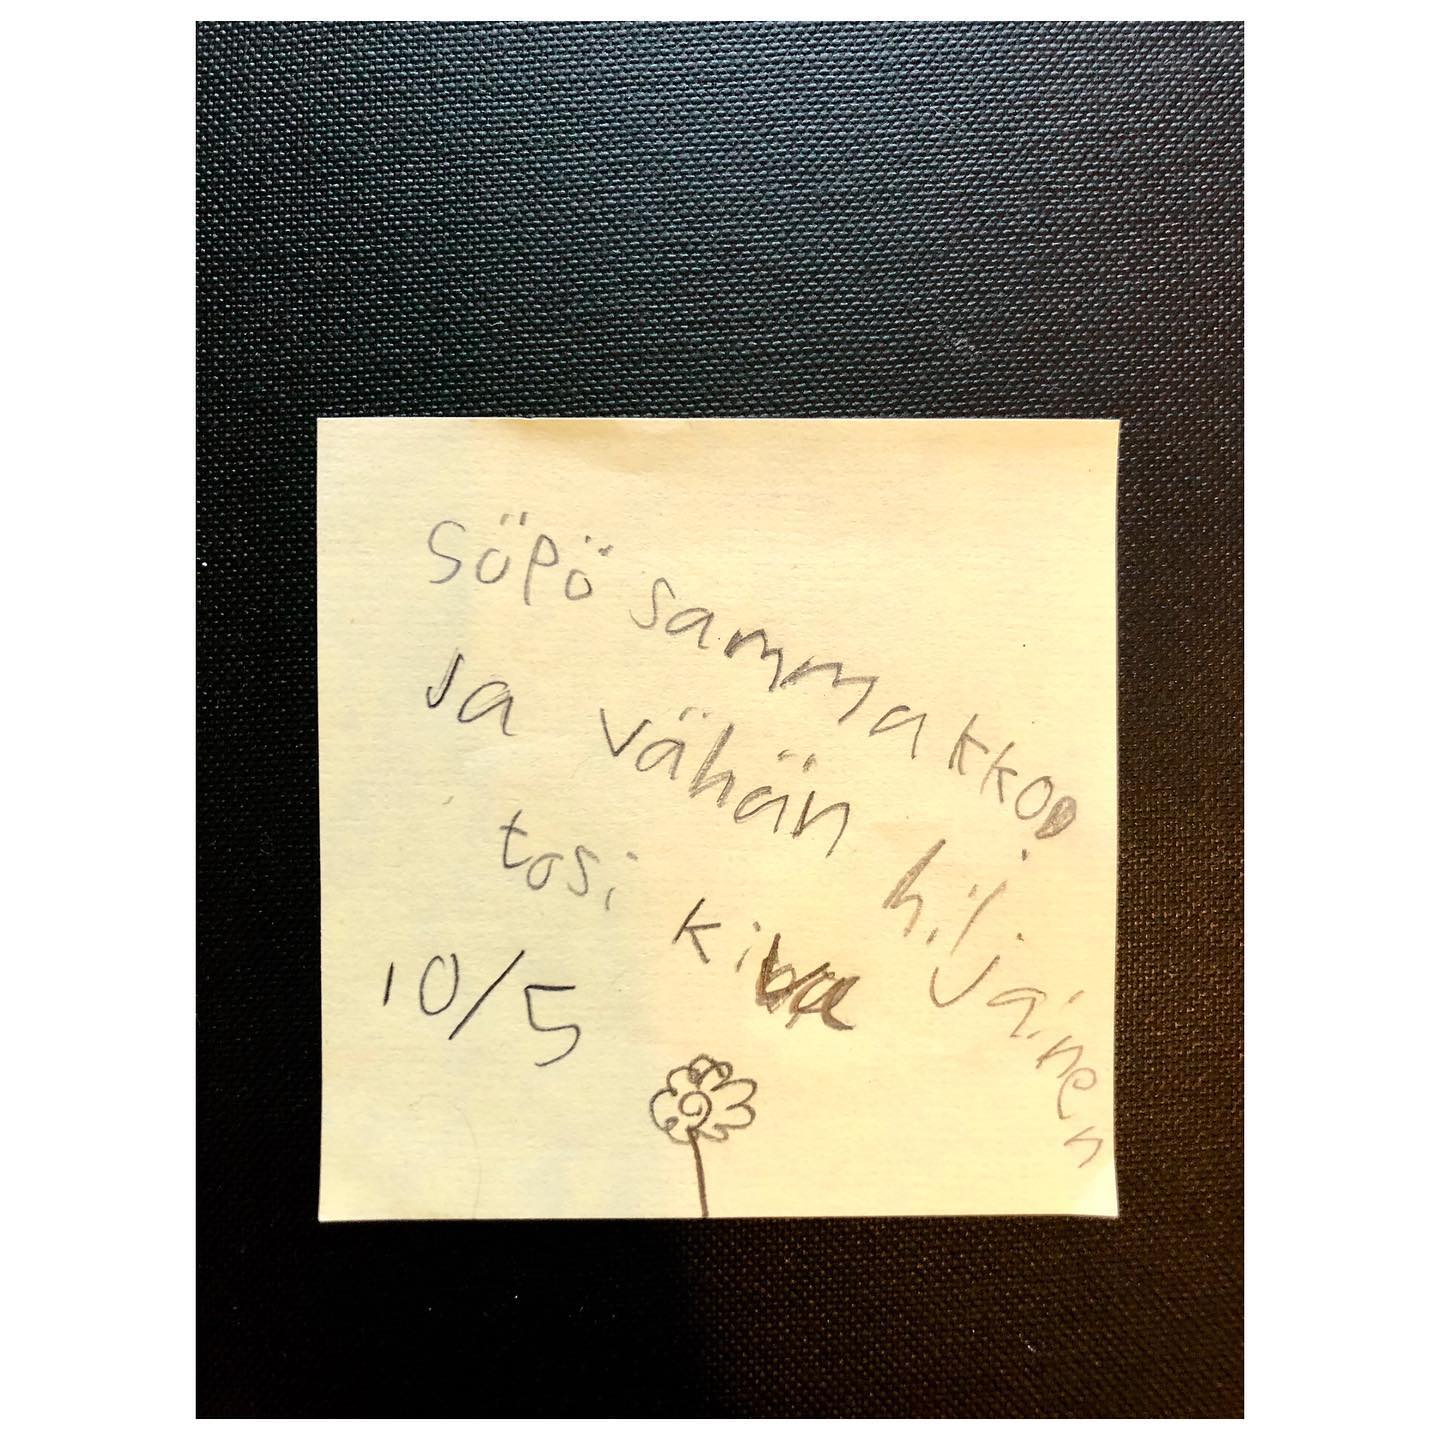 söpö sammakko
ja vähän hiljainen
tosi kiva
10/5